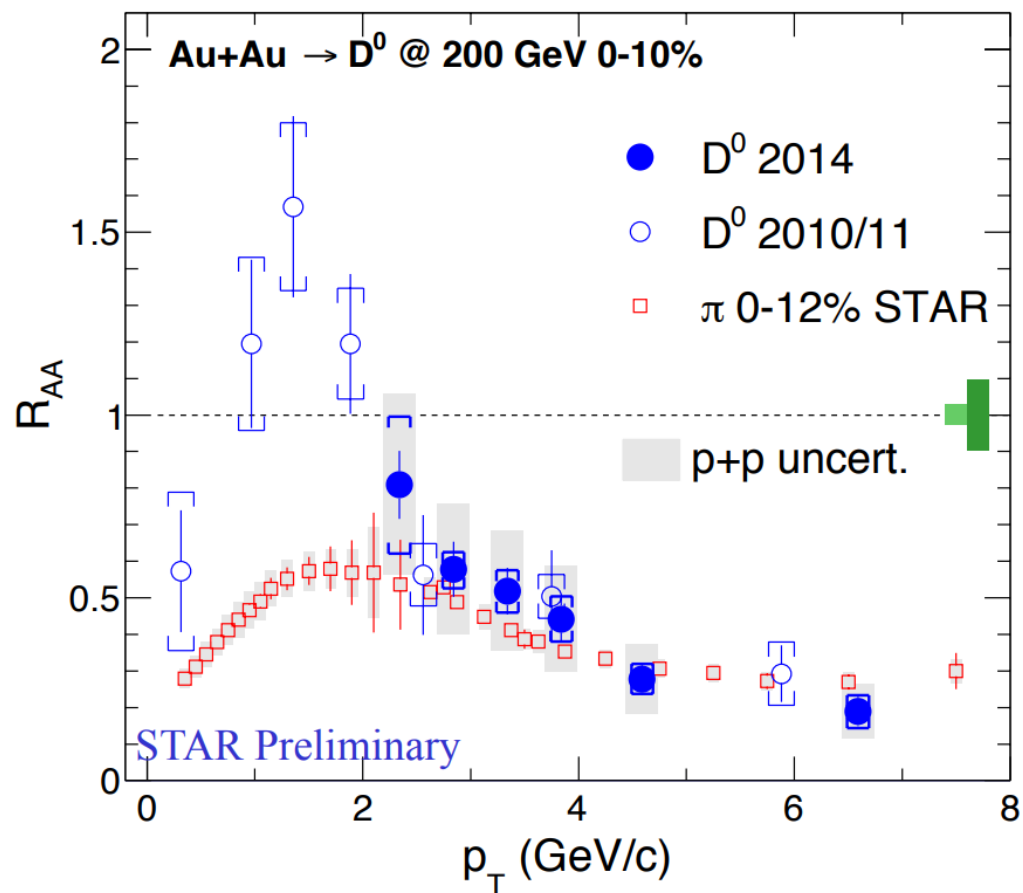 Au+Au → D⁰ @ 200 GeV 0-10%
D⁰ 2014
D⁰ 2010/11
π 0-12% STAR
p+p uncert.
STAR Preliminary
R_AA
2
1.5
1
0.5
0
0 2 4 6 8
p_T (GeV/c)